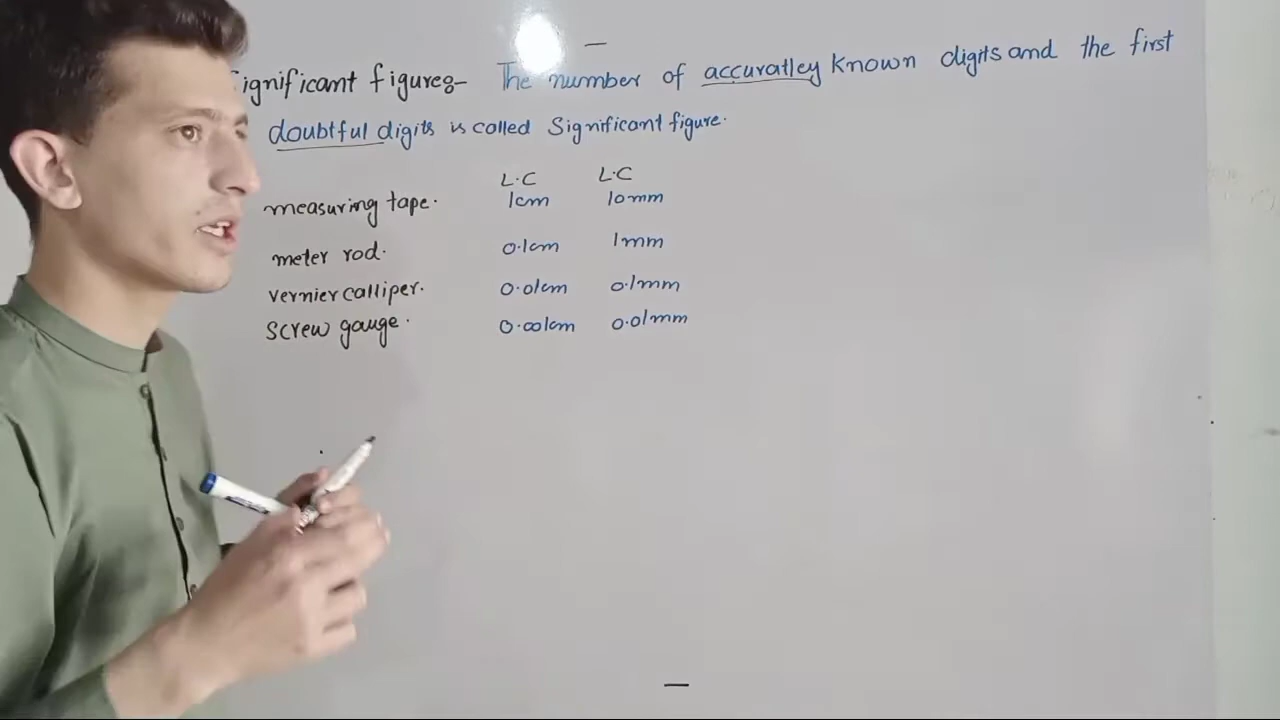 ignificant figures- The number of accuratley known digits and the first
doubtful digits is called Significant figure.
L.C L.C
measuring tape. 1cm 10mm
meter rod. 0.1cm 1mm
vernier calliper. 0.01cm 0.1mm
screw gauge. 0.001cm 0.01mm